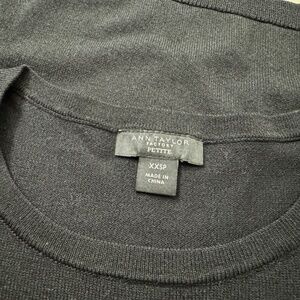 ANN TAYLOR
FACTORY
PETITE
XXSP
MADE IN
CHINA